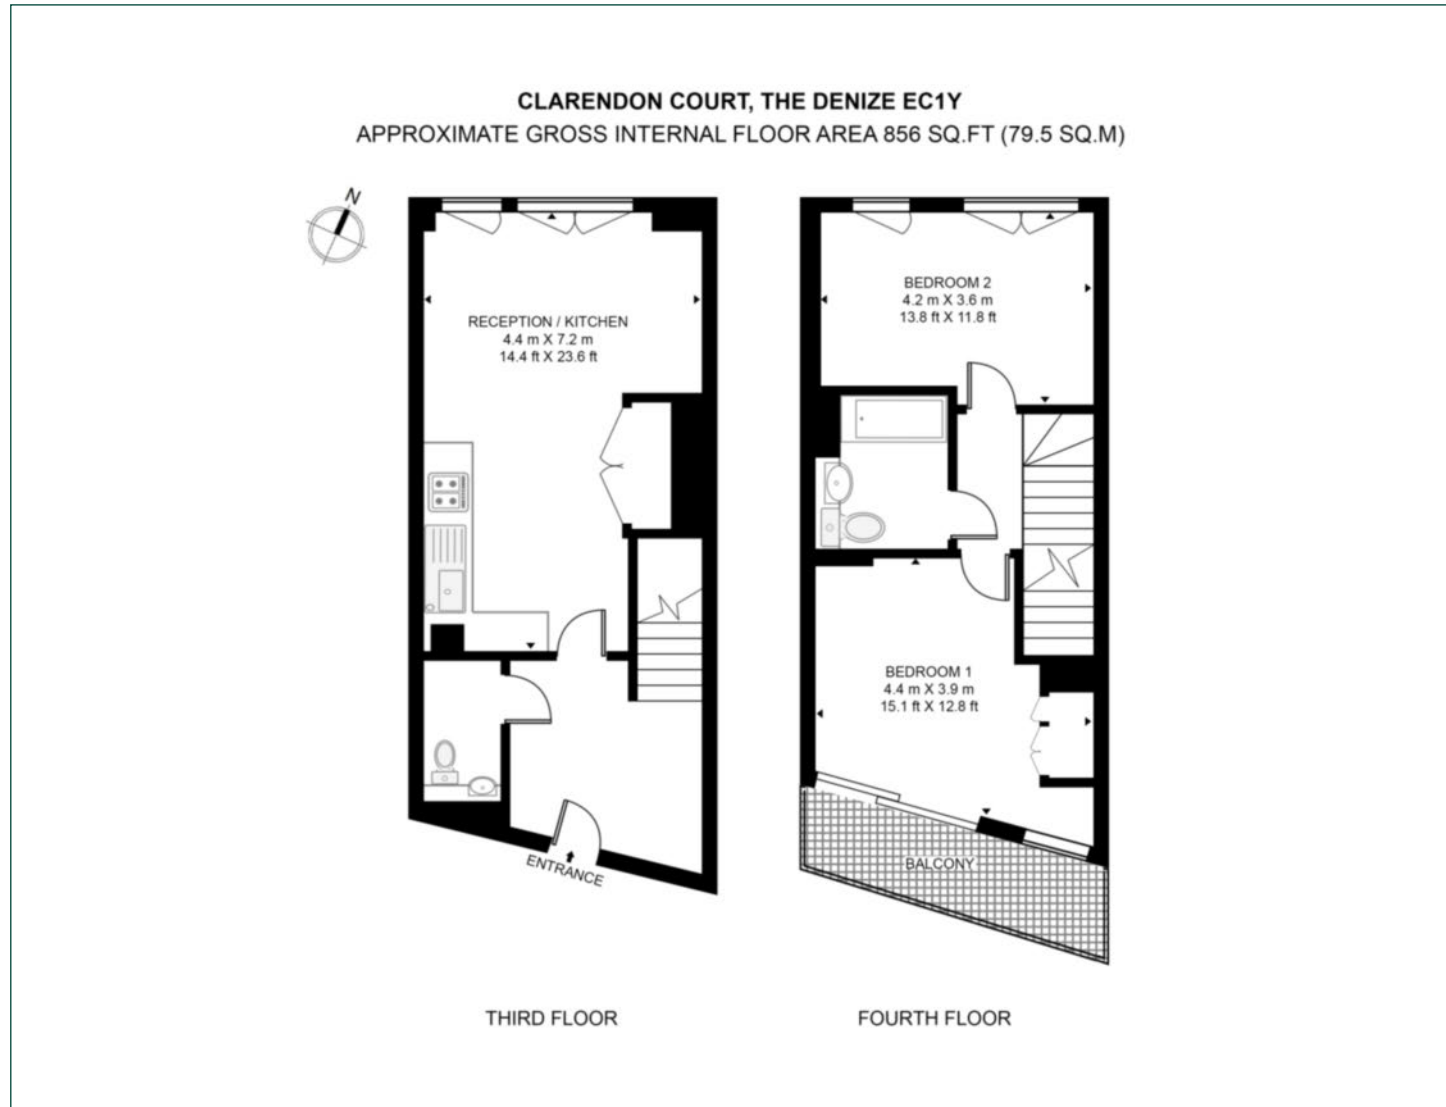 CLARENDON COURT, THE DENIZE EC1Y
APPROXIMATE GROSS INTERNAL FLOOR AREA 856 SQ.FT (79.5 SQ.M)
N
RECEPTION / KITCHEN
4.4 m X 7.2 m
14.4 ft X 23.6 ft
ENTRANCE
BEDROOM 2
4.2 m X 3.6 m
13.8 ft X 11.8 ft
BEDROOM 1
4.4 m X 3.9 m
15.1 ft X 12.8 ft
BALCONY
THIRD FLOOR
FOURTH FLOOR